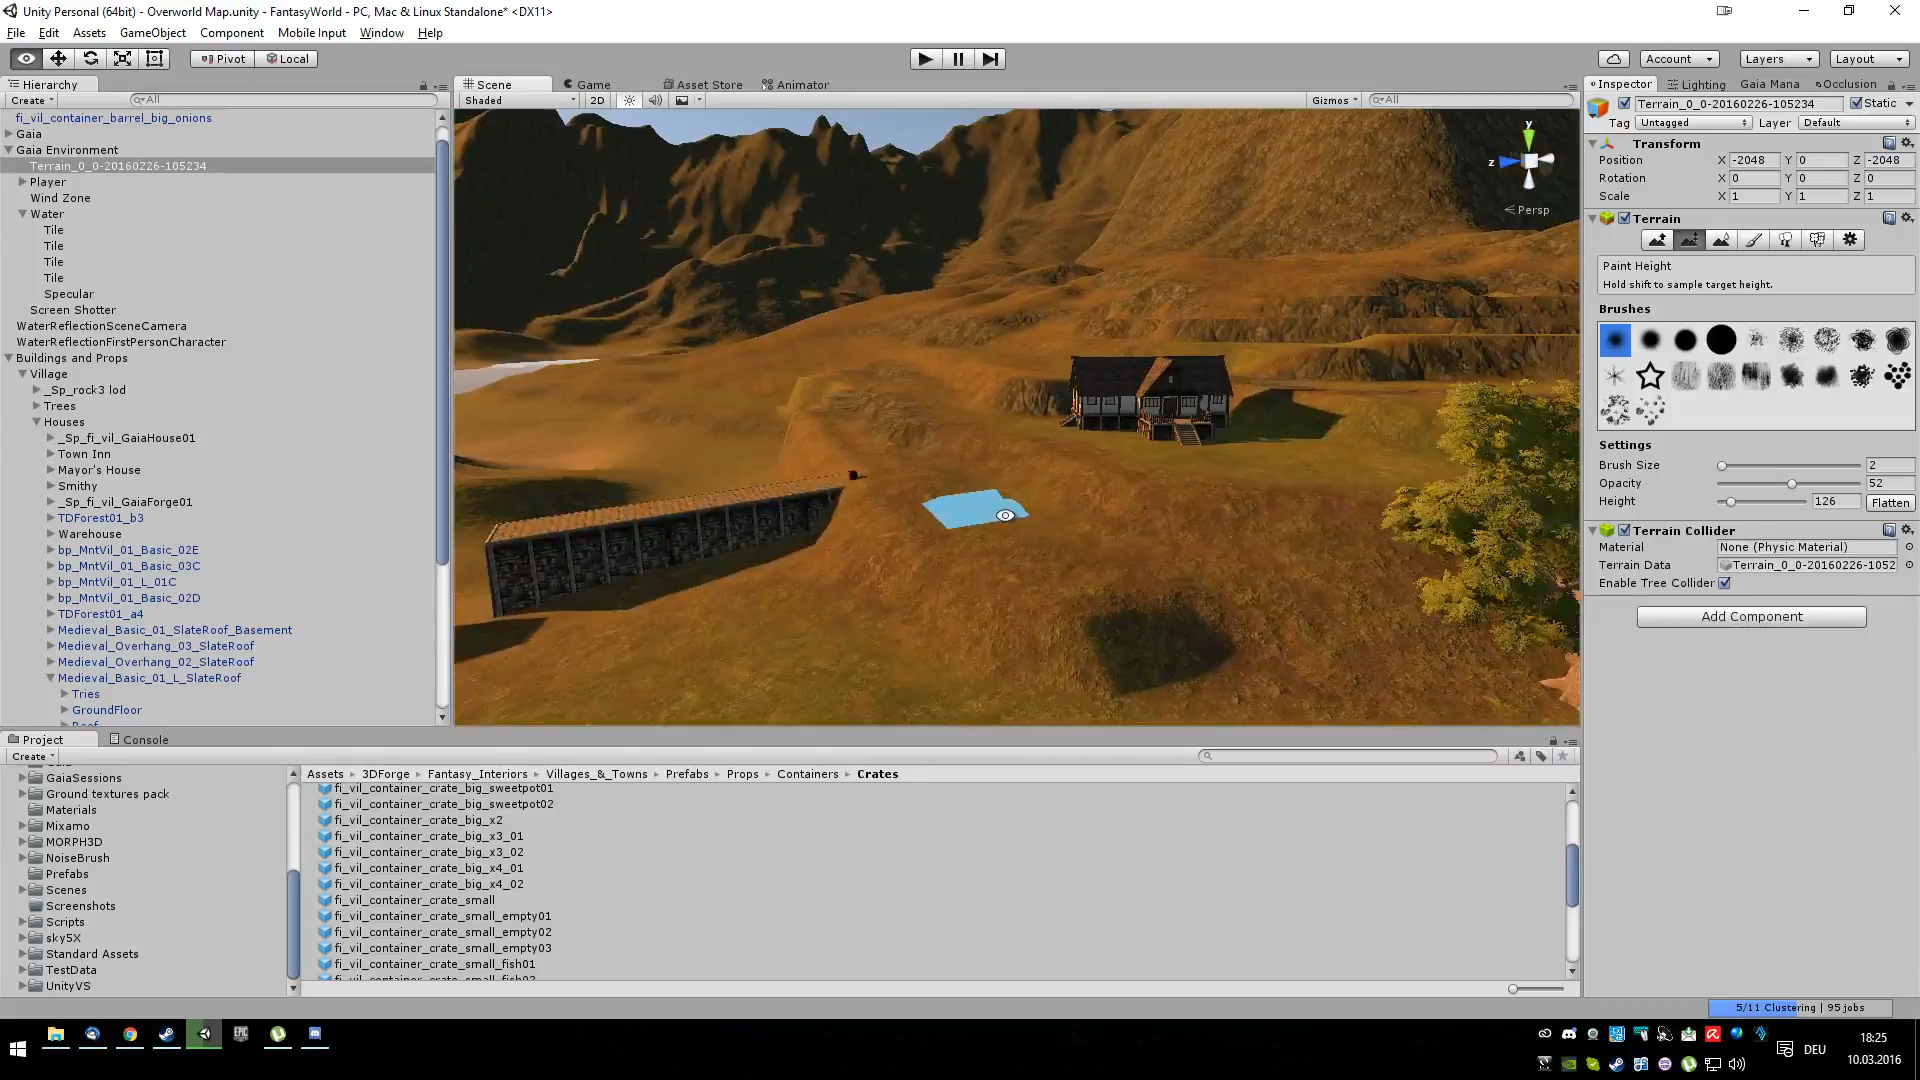 Unity Personal (64bit) - Overworld Map.unity - FantasyWorld - PC, Mac & Linux Standalone* <DX11>
File Edit Assets GameObject Component Mobile Input Window Help
Pivot Local Account Layers Layout
Hierarchy
Create All
fi_vil_container_barrel_big_onions
Gaia
Gaia Environment
Terrain_0_0-20160226-105234
Player
Wind Zone
Water
Tile
Tile
Tile
Tile
Specular
Screen Shotter
WaterReflectionSceneCamera
WaterReflectionFirstPersonCharacter
Buildings and Props
Village
_Sp_rock3 lod
Trees
Houses
_Sp_fi_vil_GaiaHouse01
Town Inn
Mayor's House
Smithy
_Sp_fi_vil_GaiaForge01
TDForest01_b3
Warehouse
bp_MntVil_01_Basic_02E
bp_MntVil_01_Basic_03C
bp_MntVil_01_L_01C
bp_MntVil_01_Basic_02D
TDForest01_a4
Medieval_Basic_01_SlateRoof_Basement
Medieval_Overhang_03_SlateRoof
Medieval_Overhang_02_SlateRoof
Medieval_Basic_01_L_SlateRoof
Tries
GroundFloor
Scene Game Asset Store Animator
Shaded 2D Gizmos All
y
z
Persp
Inspector Lighting Gaia Mana Occlusion
Terrain_0_0-20160226-105234 Static
Tag Untagged Layer Default
Transform
Position X -2048 Y 0 Z -2048
Rotation X 0 Y 0 Z 0
Scale X 1 Y 1 Z 1
Terrain
Paint Height
Hold shift to sample target height.
Brushes
Settings
Brush Size 2
Opacity 52
Height 126 Flatten
Terrain Collider
Material None (Physic Material)
Terrain Data Terrain_0_0-20160226-1052
Enable Tree Collider
Add Component
Project Console
Create
GaiaSessions
Ground textures pack
Materials
Mixamo
MORPH3D
NoiseBrush
Prefabs
Scenes
Screenshots
Scripts
sky5X
Standard Assets
TestData
UnityVS
Assets 3DForge Fantasy_Interiors Villages_&_Towns Prefabs Props Containers Crates
fi_vil_container_crate_big_sweetpot01
fi_vil_container_crate_big_sweetpot02
fi_vil_container_crate_big_x2
fi_vil_container_crate_big_x3_01
fi_vil_container_crate_big_x3_02
fi_vil_container_crate_big_x4_01
fi_vil_container_crate_big_x4_02
fi_vil_container_crate_small
fi_vil_container_crate_small_empty01
fi_vil_container_crate_small_empty02
fi_vil_container_crate_small_empty03
fi_vil_container_crate_small_fish01
5/11 Clustering | 95 jobs
EPIC
DEU
18:25
10.03.2016